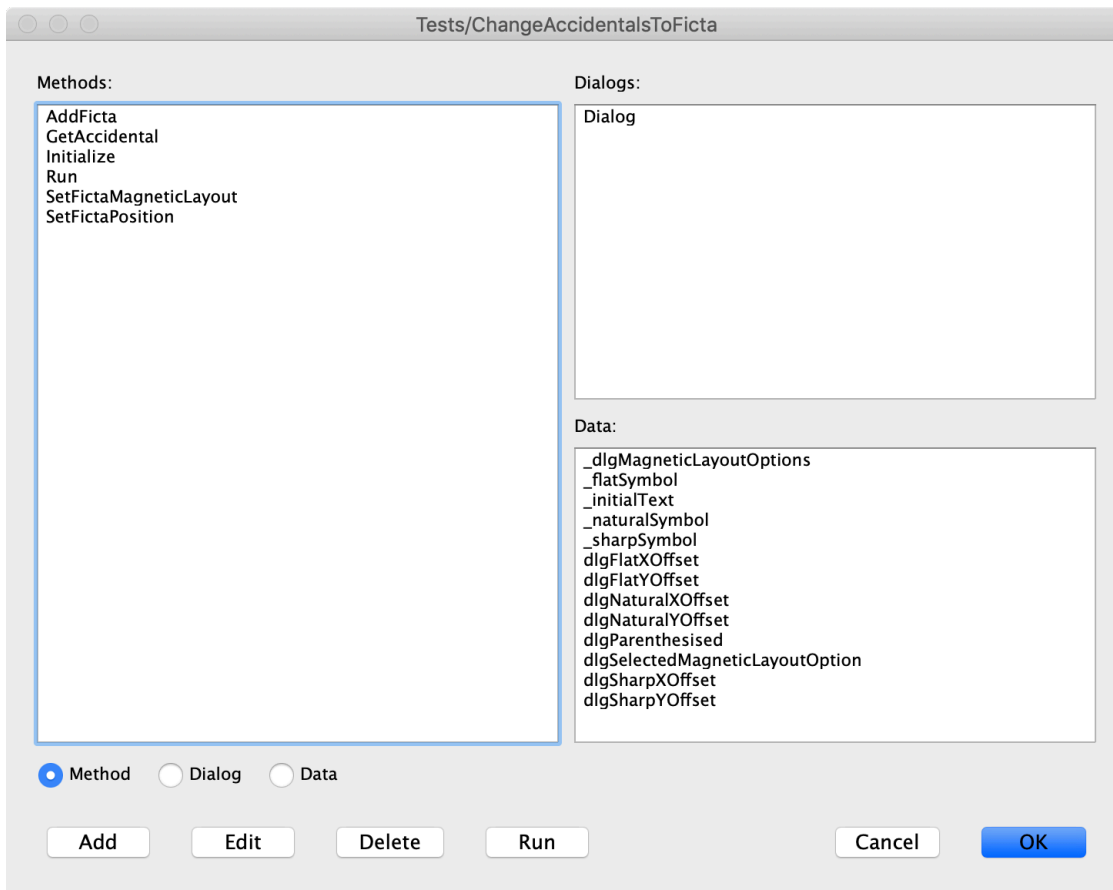 Tests/ChangeAccidentalsToFicta
Methods:
AddFicta
GetAccidental
Initialize
Run
SetFictaMagneticLayout
SetFictaPosition
Dialogs:
Dialog
Data:
_dlgMagneticLayoutOptions
_flatSymbol
_initialText
_naturalSymbol
_sharpSymbol
dlgFlatXOffset
dlgFlatYOffset
dlgNaturalXOffset
dlgNaturalYOffset
dlgParenthesised
dlgSelectedMagneticLayoutOption
dlgSharpXOffset
dlgSharpYOffset
Method Dialog Data
Add Edit Delete Run Cancel OK